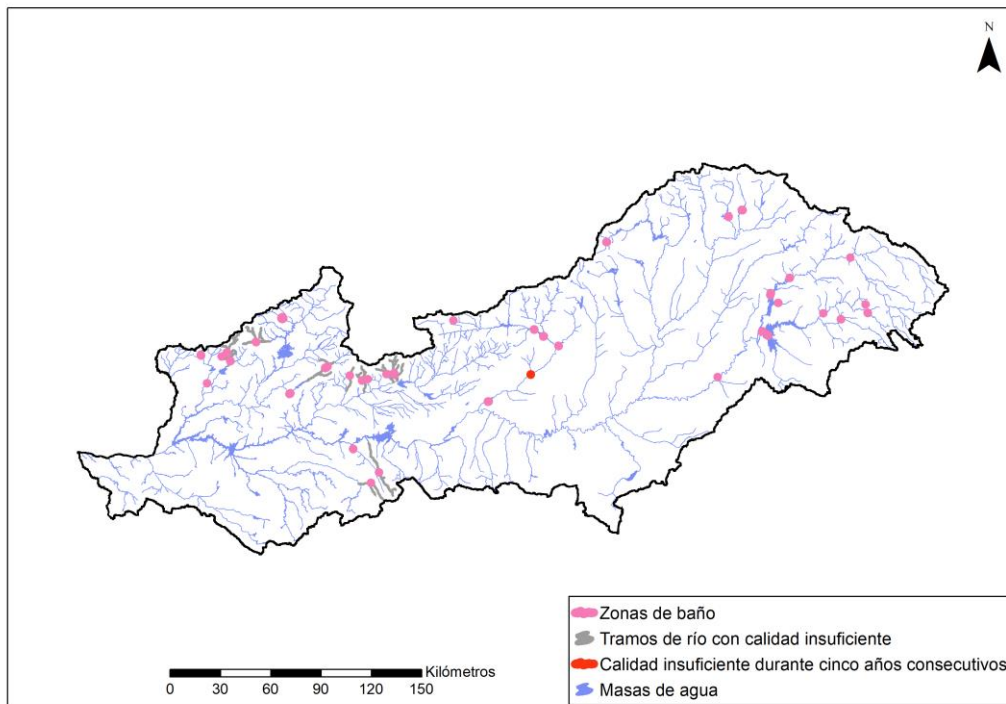 N
Zonas de baño
Tramos de río con calidad insuficiente
Calidad insuficiente durante cinco años consecutivos
Masas de agua
Kilómetros
0 30 60 90 120 150